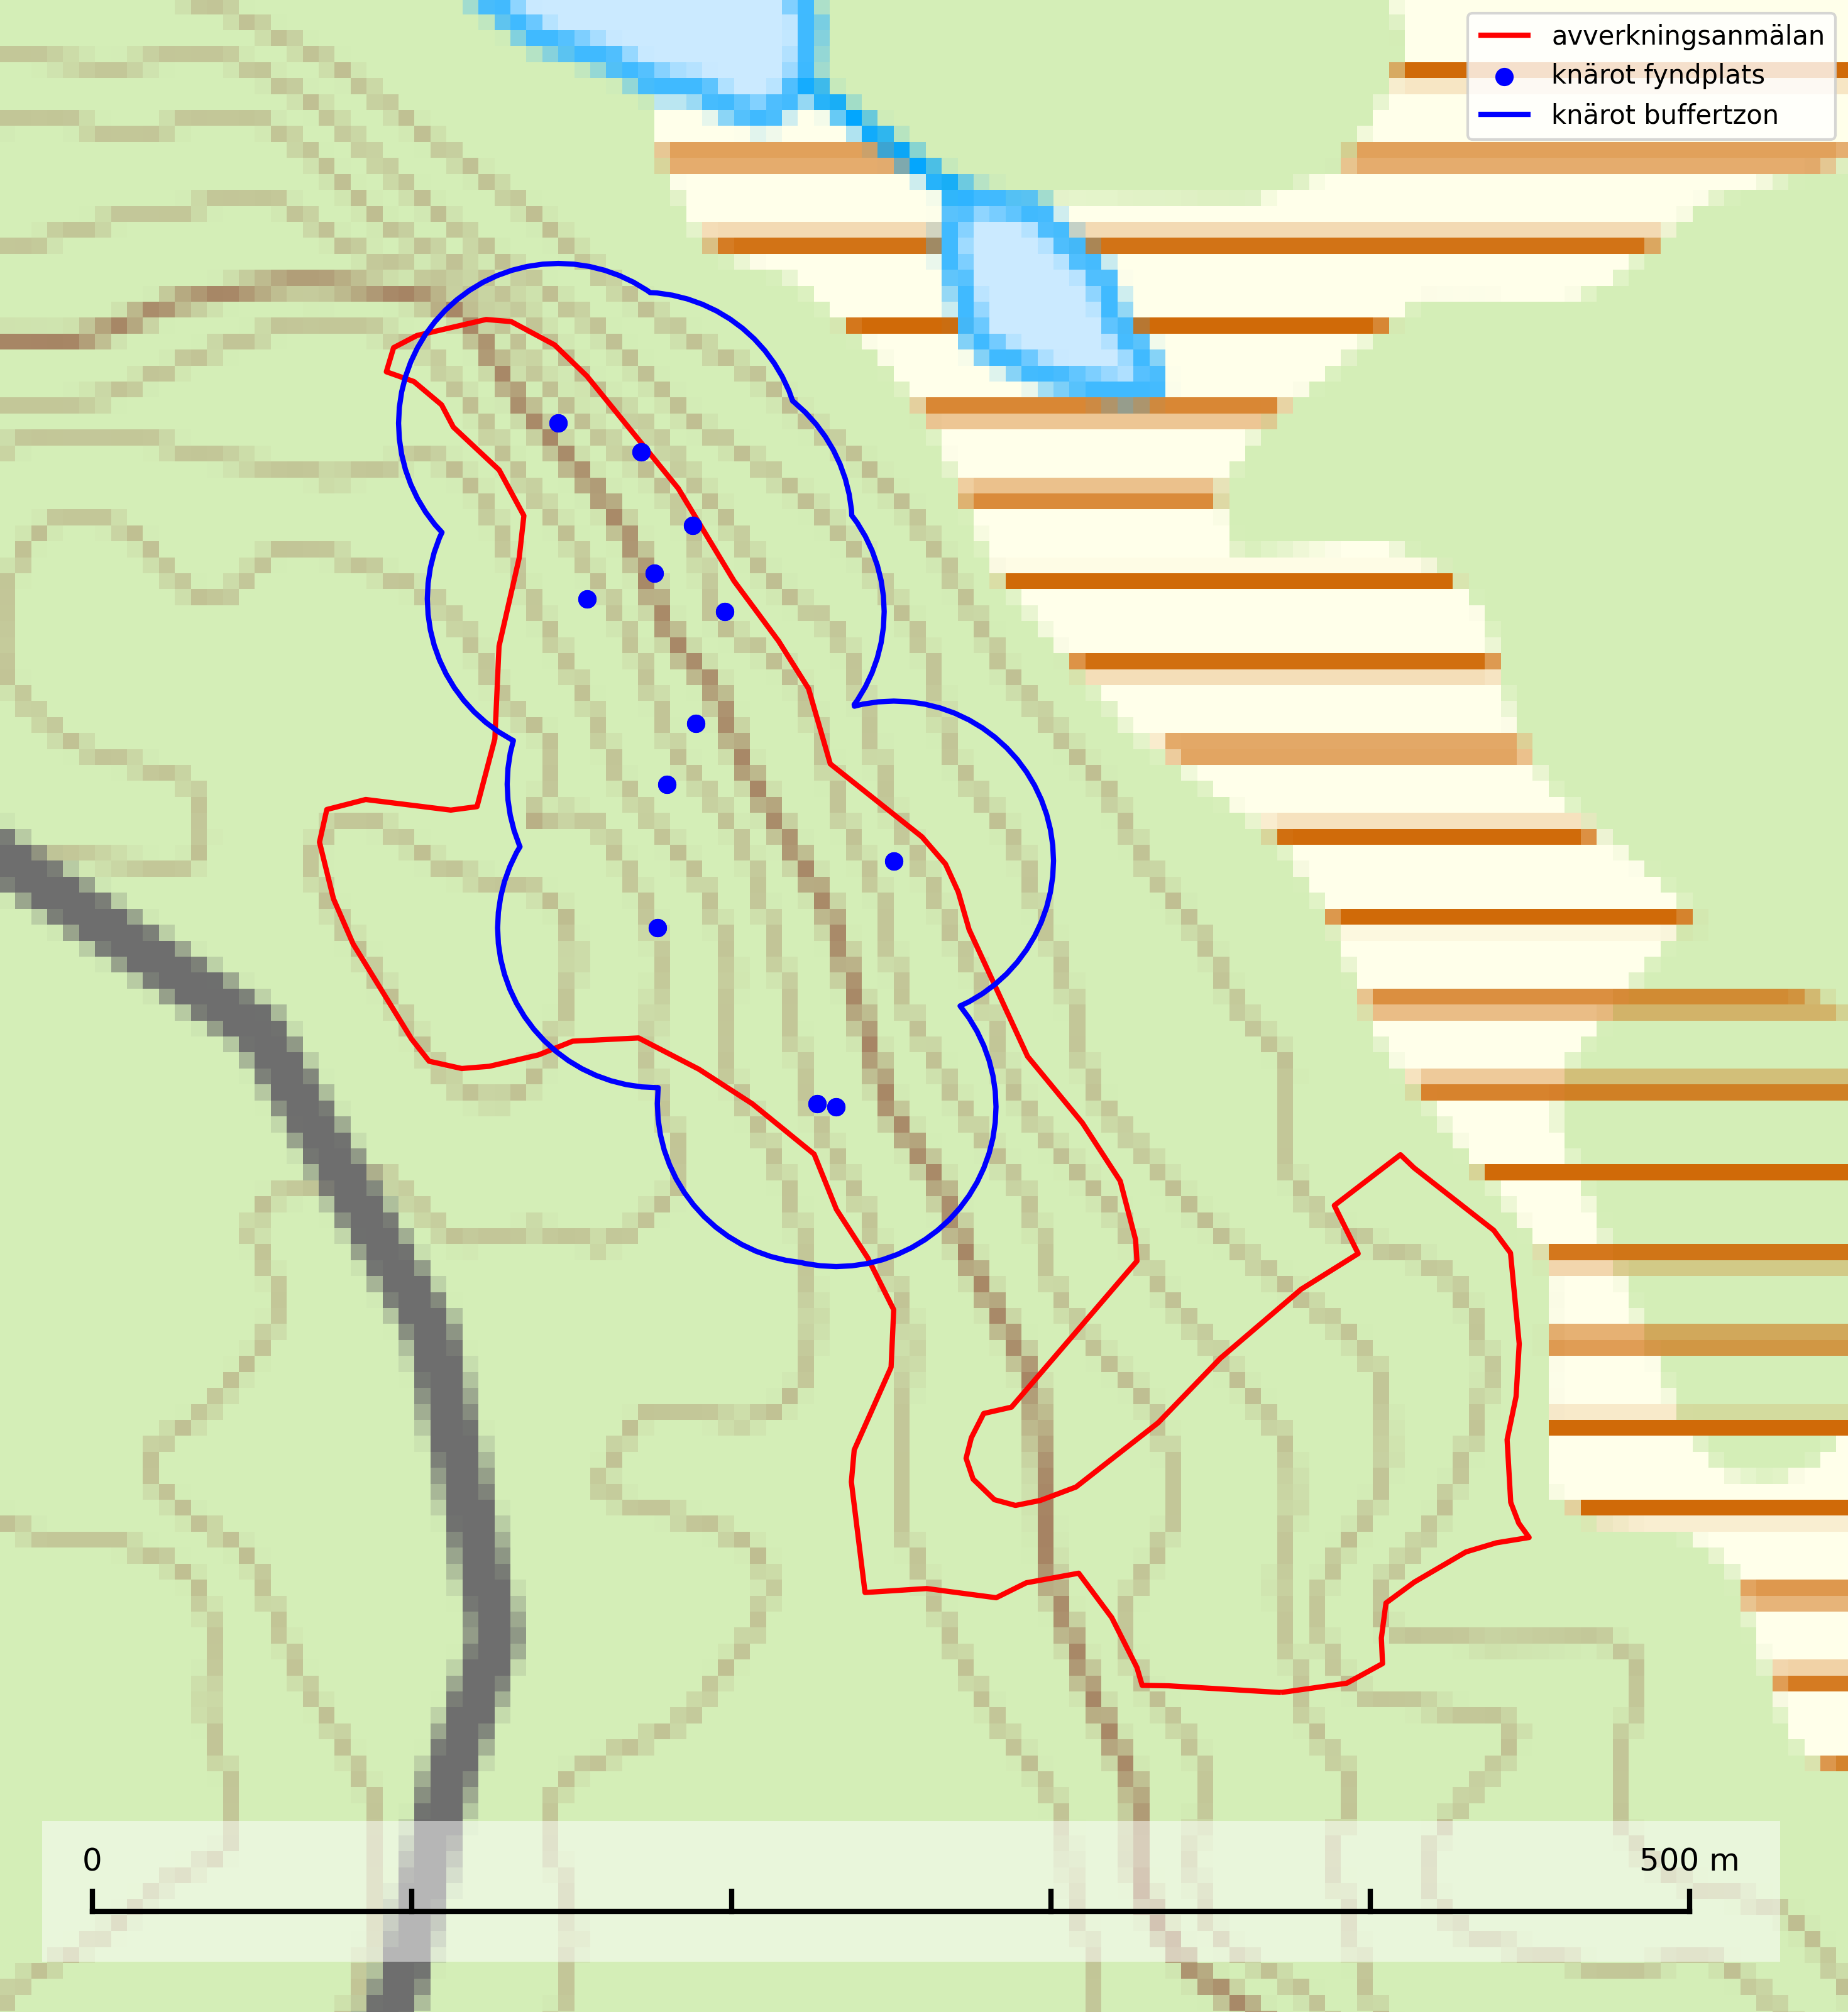 avverkningsanmälan
knärot fyndplats
knärot buffertzon
0
500 m